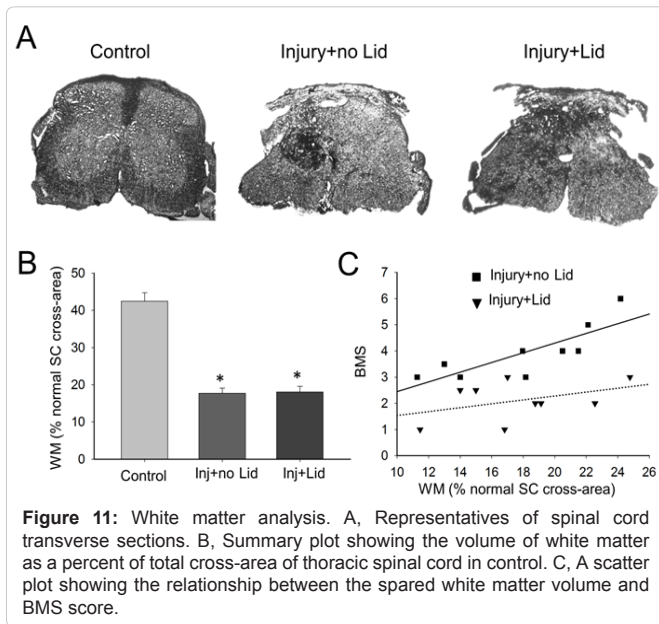 A
Control
Injury+no Lid
Injury+Lid
B
WM (% normal SC cross-area)
50
40
30
20
10
0
*
*
Control
Inj+no Lid
Inj+Lid
C
BMS
7
6
5
4
3
2
1
0
Injury+no Lid
Injury+Lid
10 12 14 16 18 20 22 24 26
WM (% normal SC cross-area)
Figure 11: White matter analysis. A, Representatives of spinal cord
transverse sections. B, Summary plot showing the volume of white matter
as a percent of total cross-area of thoracic spinal cord in control. C, A scatter
plot showing the relationship between the spared white matter volume and
BMS score.